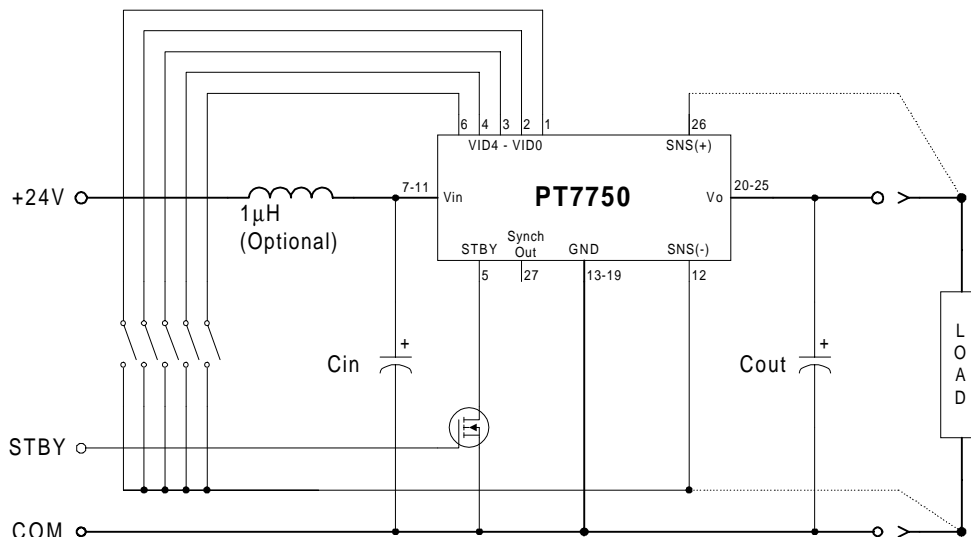 6 4 3 2 1 26
VID4 - VID0 SNS(+)
+24V 7-11 Vin PT7750 Vo 20-25
1µH
(Optional)
STBY Synch Out GND SNS(-)
5 27 13-19 12
+ +
Cin Cout
L
O
A
D
STBY
COM